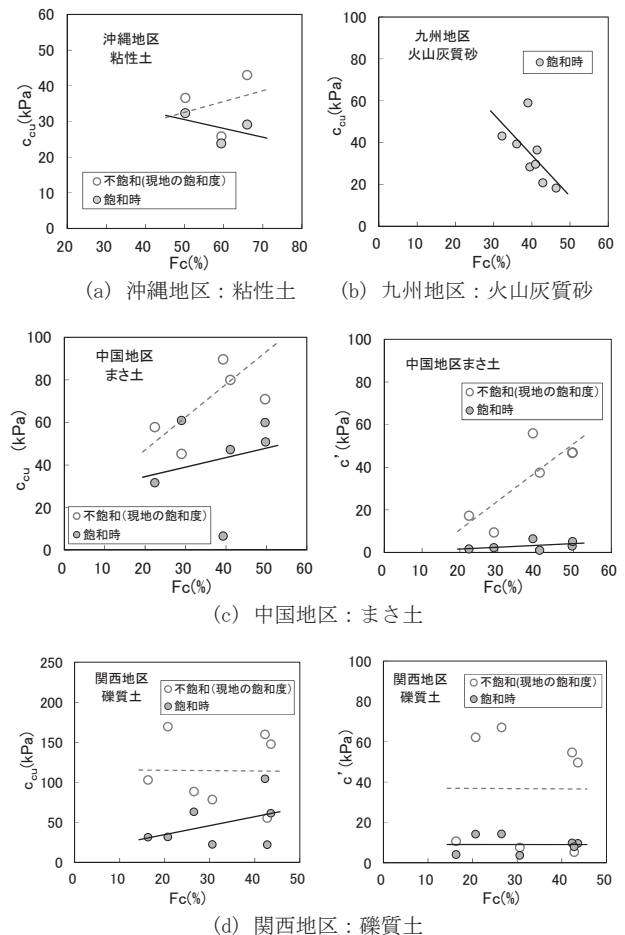 沖縄地区
粘性土
c_cu(kPa)
60
50
40
30
20
10
0
○不飽和(現地の飽和度)
●飽和時
20 30 40 50 60 70 80
Fc(%)
(a) 沖縄地区：粘性土
九州地区
火山灰質砂
●飽和時
c_cu(kPa)
100
80
60
40
20
0
0 10 20 30 40 50 60
Fc(%)
(b) 九州地区：火山灰質砂
中国地区
まさ土
c_cu (kPa)
100
80
60
40
20
0
○不飽和(現地の飽和度)
●飽和時
0 10 20 30 40 50 60
Fc(%)
中国地区まさ土
○不飽和(現地の飽和度)
●飽和時
c' (kPa)
100
80
60
40
20
0
0 10 20 30 40 50 60
Fc(%)
(c) 中国地区：まさ土
関西地区
礫質土
○不飽和(現地の飽和度)
●飽和時
c_cu(kPa)
250
200
150
100
50
0
0 10 20 30 40 50
Fc(%)
関西地区
礫質土
○不飽和(現地の飽和度)
●飽和時
c'(kPa)
100
80
60
40
20
0
0 10 20 30 40 50
Fc(%)
(d) 関西地区：礫質土